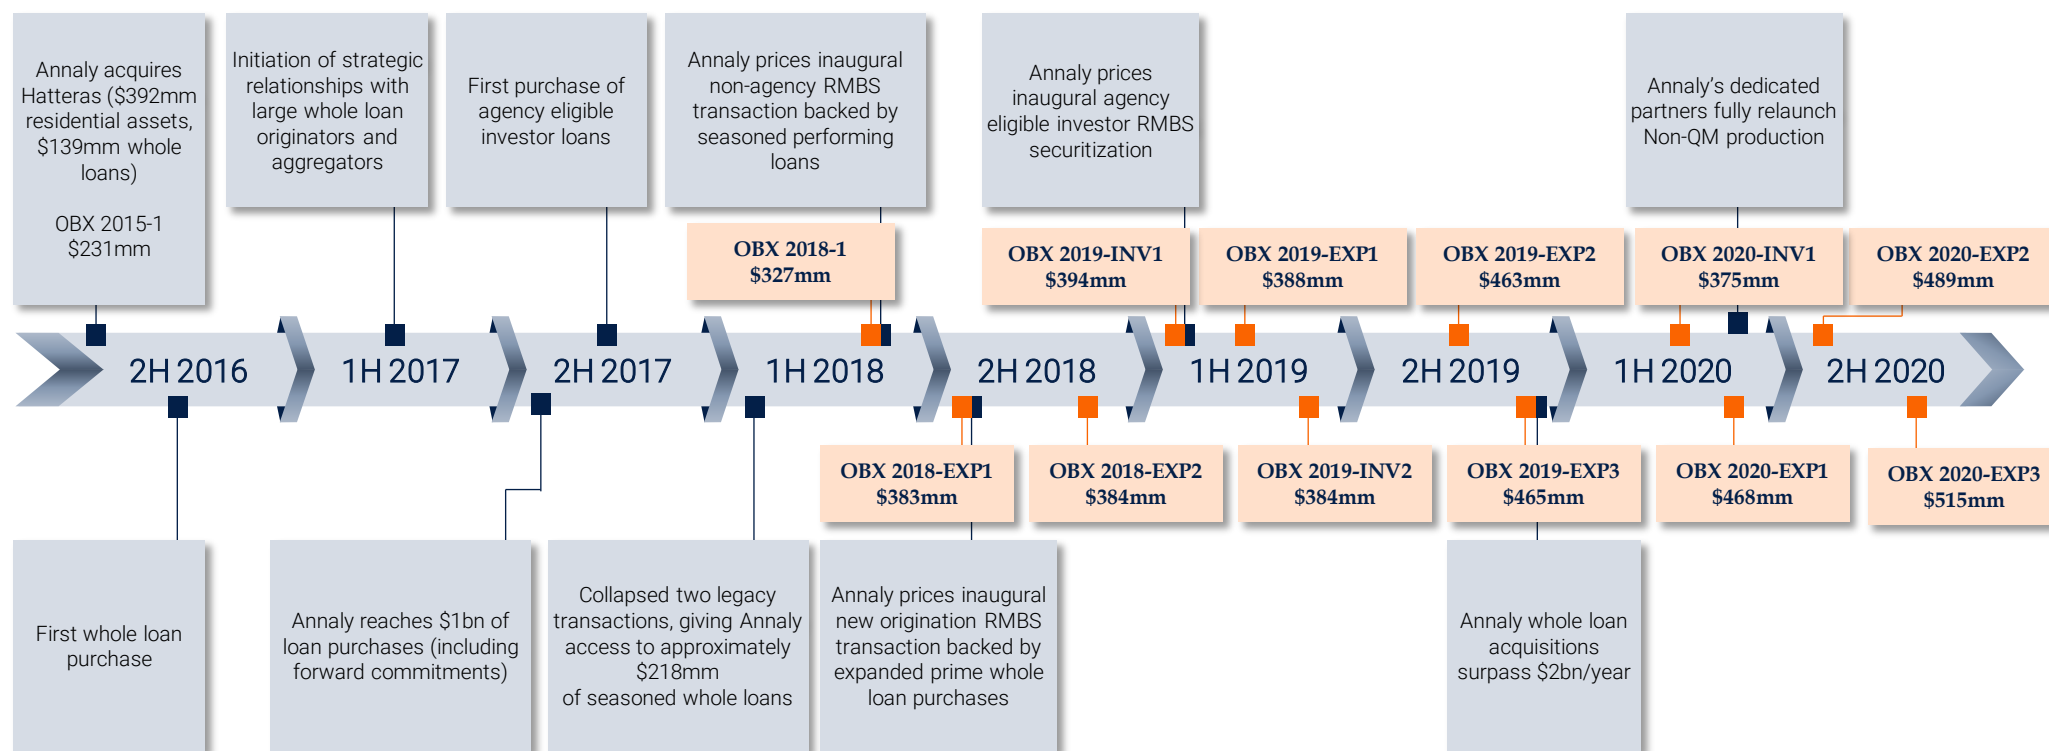 Annaly acquires
Hatteras ($392mm
residential assets,
$139mm whole
loans)
OBX 2015-1
$231mm
Initiation of strategic
relationships with
large whole loan
originators and
aggregators
First purchase of
agency eligible
investor loans
Annaly prices inaugural
non-agency RMBS
transaction backed by
seasoned performing
loans
Annaly prices
inaugural agency
eligible investor RMBS
securitization
Annaly's dedicated
partners fully relaunch
Non-QM production
OBX 2018-1
$327mm
OBX 2019-INV1
$394mm
OBX 2019-EXP1
$388mm
OBX 2019-EXP2
$463mm
OBX 2020-INV1
$375mm
OBX 2020-EXP2
$489mm
2H 2016
1H 2017
2H 2017
1H 2018
2H 2018
1H 2019
2H 2019
1H 2020
2H 2020
OBX 2018-EXP1
$383mm
OBX 2018-EXP2
$384mm
OBX 2019-INV2
$384mm
OBX 2019-EXP3
$465mm
OBX 2020-EXP1
$468mm
OBX 2020-EXP3
$515mm
First whole loan
purchase
Annaly reaches $1bn of
loan purchases (including
forward commitments)
Collapsed two legacy
transactions, giving Annaly
access to approximately
$218mm
of seasoned whole loans
Annaly prices inaugural
new origination RMBS
transaction backed by
expanded prime whole
loan purchases
Annaly whole loan
acquisitions
surpass $2bn/year